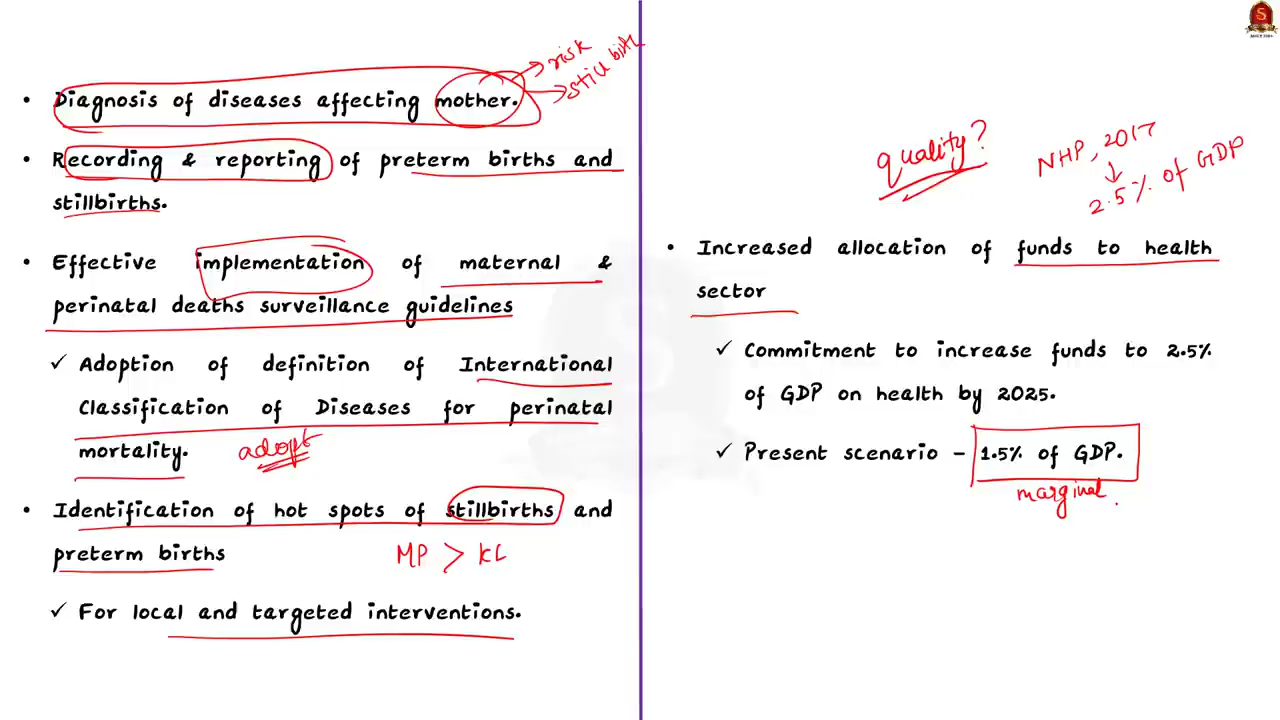 • Diagnosis of diseases affecting mother.
→ risk
→ still birth
• Recording & reporting of preterm births and
stillbirths.
• Effective implementation of maternal &
perinatal deaths surveillance guidelines
✓ Adoption of definition of International
Classification of Diseases for perinatal
mortality.
adopt
• Identification of hot spots of stillbirths and
preterm births
MP > KL
✓ For local and targeted interventions.
S
quality?
NHP, 2017
↓
2.5% of GDP
• Increased allocation of funds to health
sector
✓ Commitment to increase funds to 2.5%
of GDP on health by 2025.
✓ Present scenario - 1.5% of GDP.
marginal.